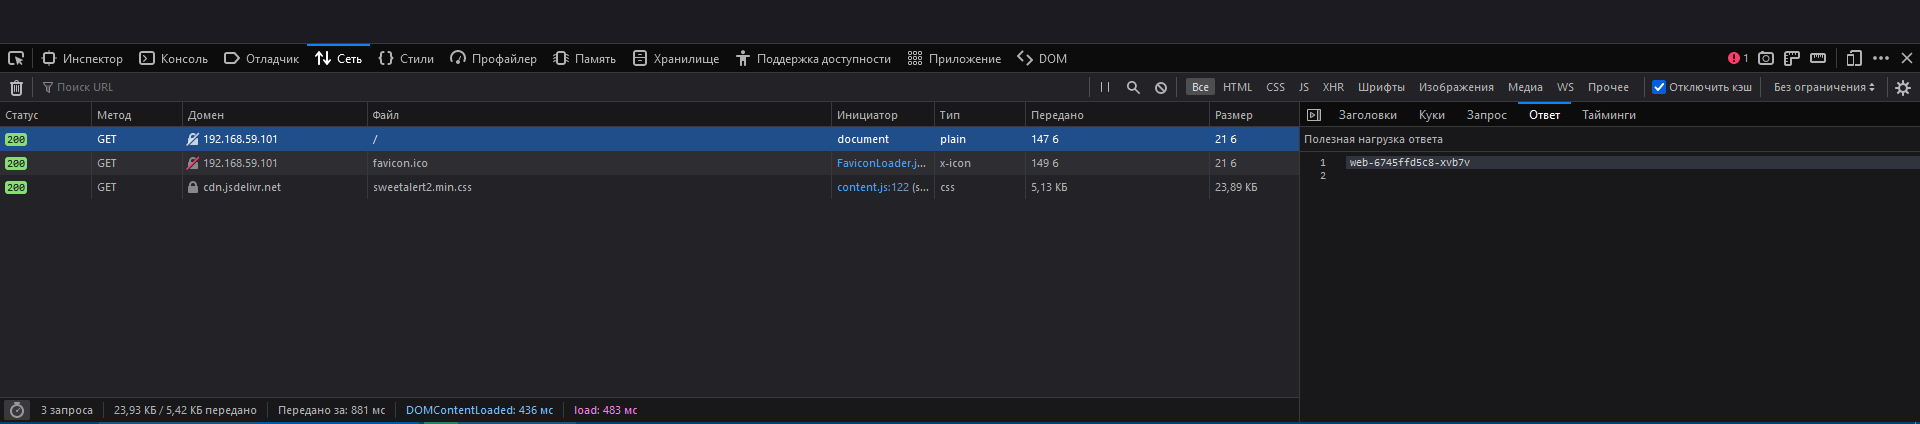 Инспектор Консоль Отладчик Сеть Стили Профайлер Память Хранилище Поддержка доступности Приложение DOM 1
Поиск URL Все HTML CSS JS XHR Шрифты Изображения Медиа WS Прочее Отключить кэш Без ограничения
Статус Метод Домен Файл Инициатор Тип Передано Размер
200 GET 192.168.59.101 / document plain 147 б 21 б
200 GET 192.168.59.101 favicon.ico FaviconLoader.j... x-icon 149 б 21 б
200 GET cdn.jsdelivr.net sweetalert2.min.css content.js:122 (s... css 5,13 КБ 23,89 КБ
Заголовки Куки Запрос Ответ Тайминги
Полезная нагрузка ответа
1 web-6745ffd5c8-xvb7v
2
3 запроса 23,93 КБ / 5,42 КБ передано Передано за: 881 мс DOMContentLoaded: 436 мс load: 483 мс